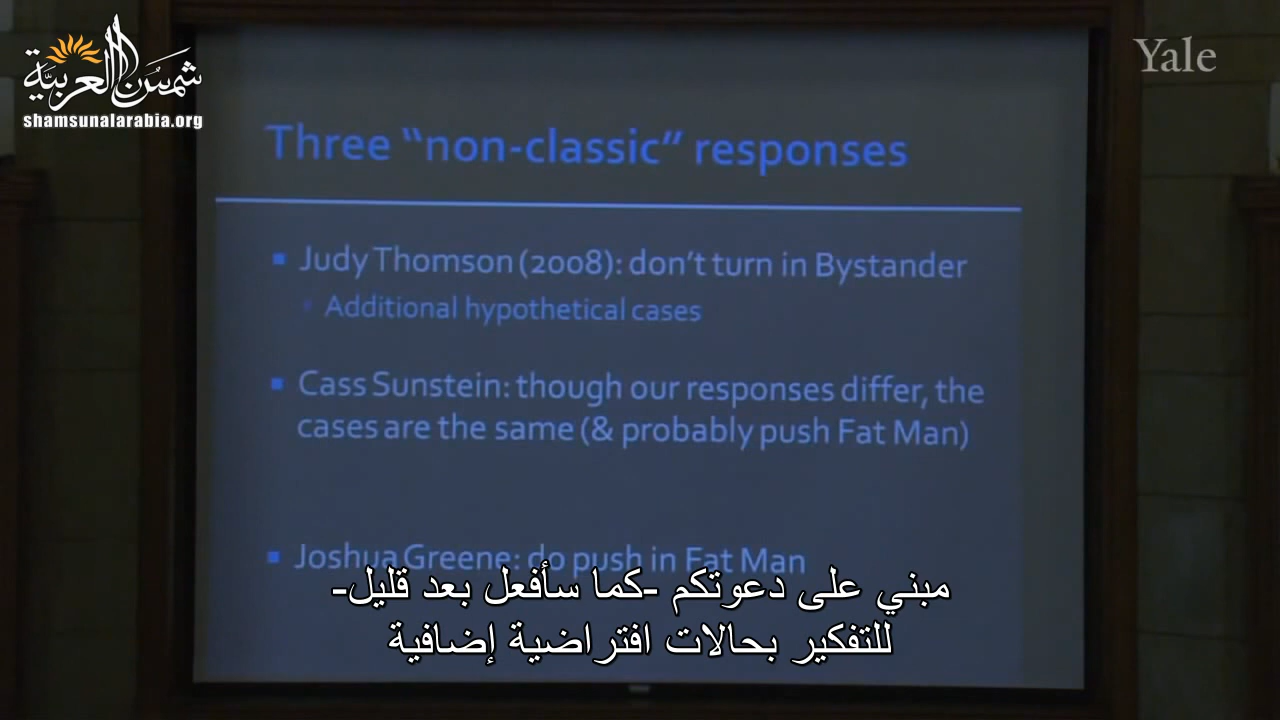 شمس العربية
shamsunalarabia.org
Yale
Three “non-classic” responses
▪ Judy Thomson (2008): don’t turn in Bystander
▪ Additional hypothetical cases
▪ Cass Sunstein: though our responses differ, the
cases are the same (& probably push Fat Man)
▪ Joshua Greene: do push in Fat Man
مبني على دعوتكم -كما سأفعل بعد قليل-
للتفكير بحالات افتراضية إضافية